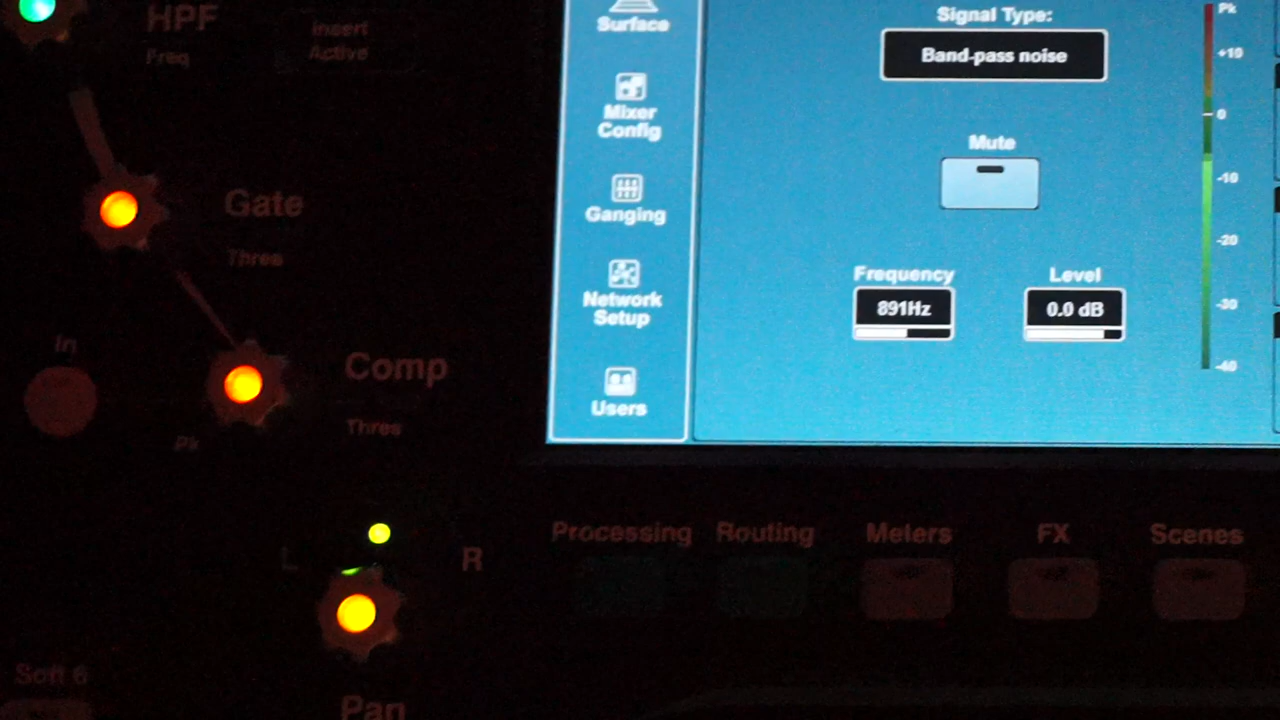 HPF
Freq
Insert
Active
Gate
Thres
In
Comp
Thres
Pk
L
R
Soft 6
Pan
Surface
Mixer
Config
Ganging
Network
Setup
Users
Signal Type:
Band-pass noise
Mute
Frequency
891Hz
Level
0.0 dB
Pk
+10
0
-10
-20
-30
-40
Processing
Routing
Meters
FX
Scenes